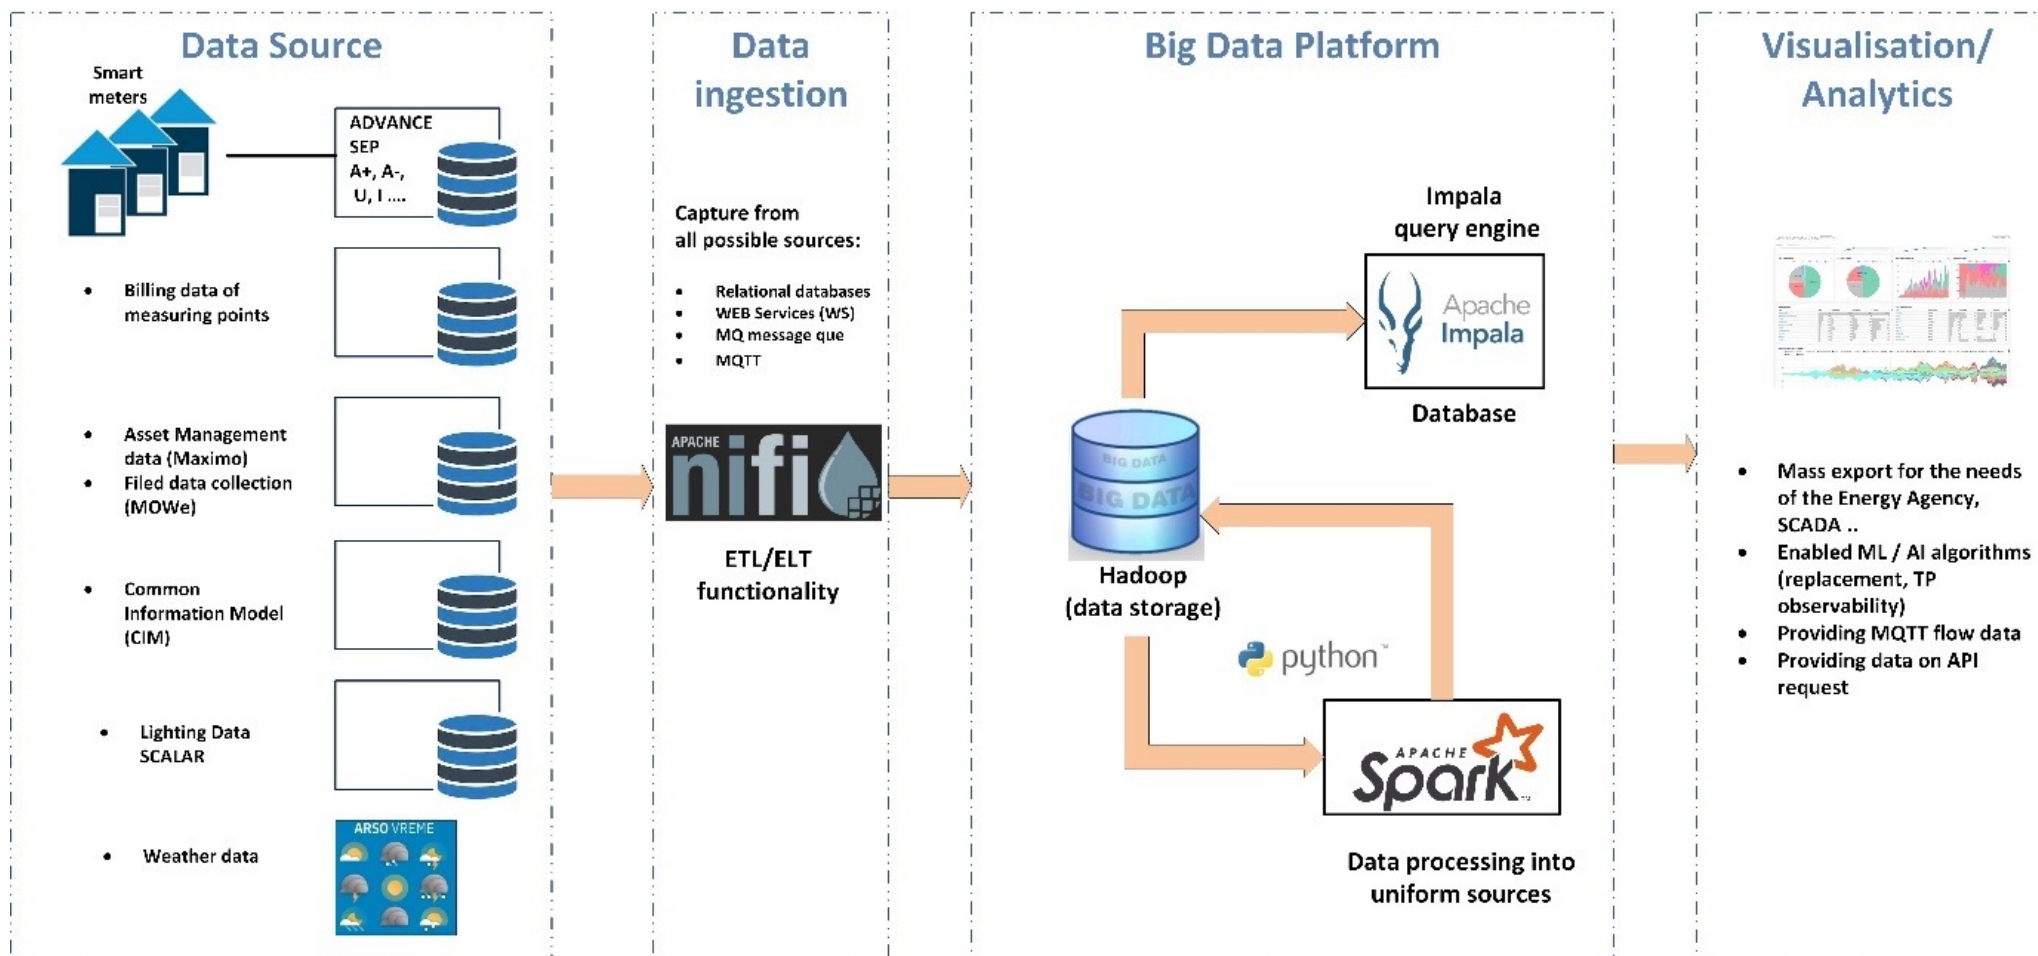 Data Source
Smart
meters
ADVANCE
SEP
A+, A-,
U, I ....
• Billing data of
measuring points
• Asset Management
data (Maximo)
• Filed data collection
(MOWe)
• Common
Information Model
(CIM)
• Lighting Data
SCALAR
• Weather data
ARSO VREME
Data
ingestion
Capture from
all possible sources:
• Relational databases
• WEB Services (WS)
• MQ message que
• MQTT
APACHE
nifi
ETL/ELT
functionality
Big Data Platform
Impala
query engine
Apache
Impala
Database
BIG DATA
BIG DATA
Hadoop
(data storage)
python™
APACHE
Spark™
Data processing into
uniform sources
Visualisation/
Analytics
• Mass export for the needs
of the Energy Agency,
SCADA ..
• Enabled ML / AI algorithms
(replacement, TP
observability)
• Providing MQTT flow data
• Providing data on API
request